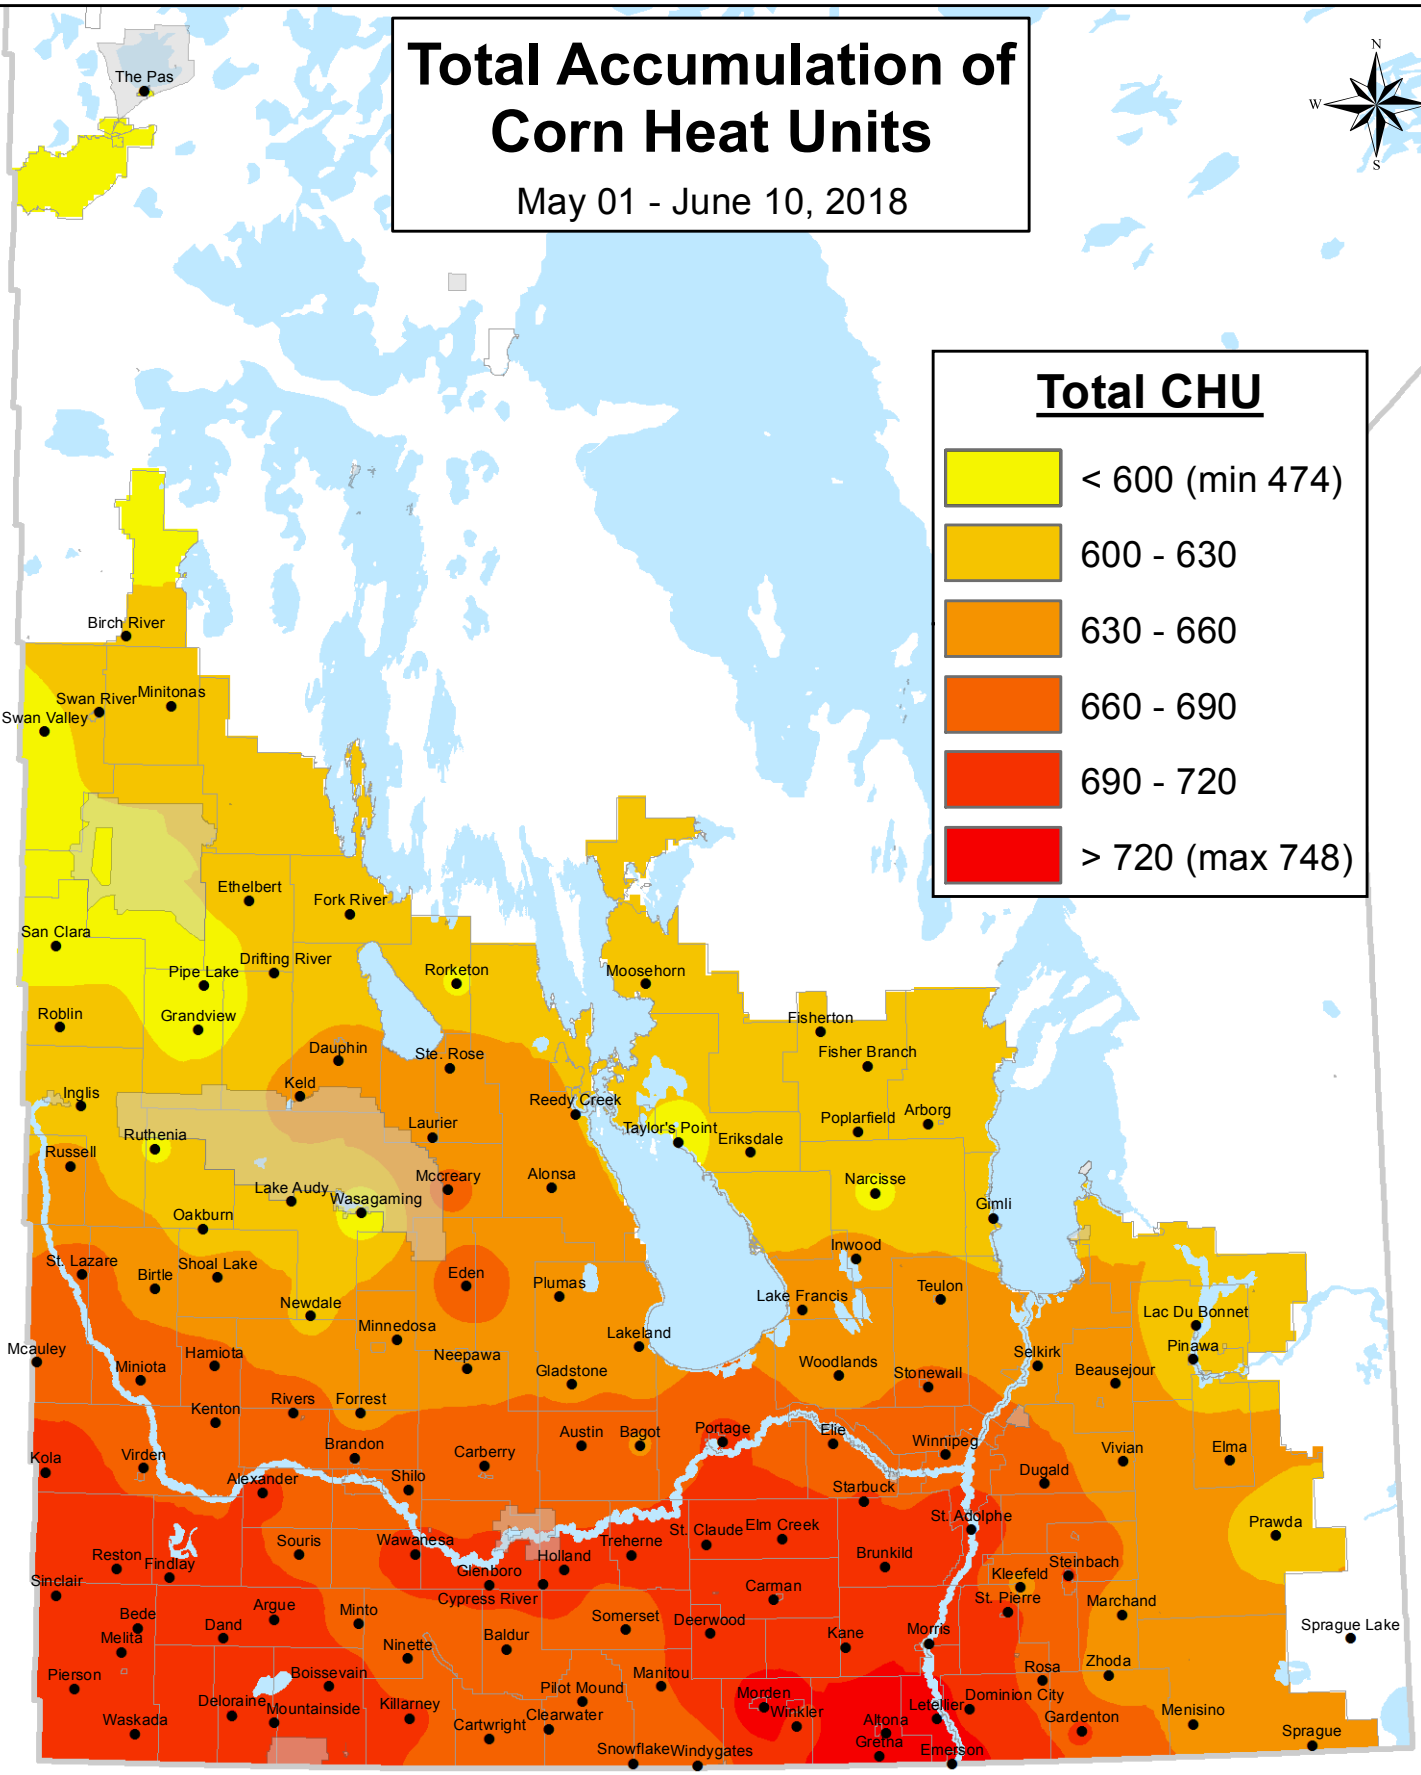 Total Accumulation of
Corn Heat Units
May 01 - June 10, 2018
N
W
S
The Pas
Total CHU
< 600 (min 474)
600 - 630
630 - 660
660 - 690
690 - 720
> 720 (max 748)
Birch River
Swan River
Minitonas
Swan Valley
Ethelbert
Fork River
San Clara
Drifting River
Pipe Lake
Rorketon
Moosehorn
Roblin
Grandview
Fisherton
Dauphin
Ste. Rose
Fisher Branch
Keld
Inglis
Reedy Creek
Laurier
Taylor's Point
Eriksdale
Poplarfield
Arborg
Ruthenia
Russell
Mccreary
Alonsa
Narcisse
Lake Audy
Wasagaming
Gimli
Oakburn
St. Lazare
Birtle
Shoal Lake
Eden
Plumas
Inwood
Teulon
Lake Francis
Newdale
Minnedosa
Lakeland
Lac Du Bonnet
Pinawa
Mcauley
Miniota
Hamiota
Neepawa
Gladstone
Woodlands
Stonewall
Selkirk
Beausejour
Kenton
Rivers
Forrest
Austin
Bagot
Portage
Elie
Winnipeg
Kola
Virden
Brandon
Carberry
Vivian
Elma
Alexander
Shilo
Starbuck
Dugald
Souris
Wawanesa
Treherne
St. Claude
Elm Creek
St. Adolphe
Prawda
Reston
Findlay
Glenboro
Holland
Brunkild
Kleefeld
Steinbach
Sinclair
Cypress River
Carman
St. Pierre
Marchand
Bede
Dand
Argue
Minto
Somerset
Deerwood
Sprague Lake
Melita
Ninette
Baldur
Kane
Morris
Pierson
Boissevain
Pilot Mound
Manitou
Rosa
Zhoda
Deloraine
Mountainside
Killarney
Morden
Winkler
Letellier
Dominion City
Waskada
Cartwright
Clearwater
Altona
Gardenton
Menisino
Sprague
Gretna
Snowflake
Windygates
Emerson